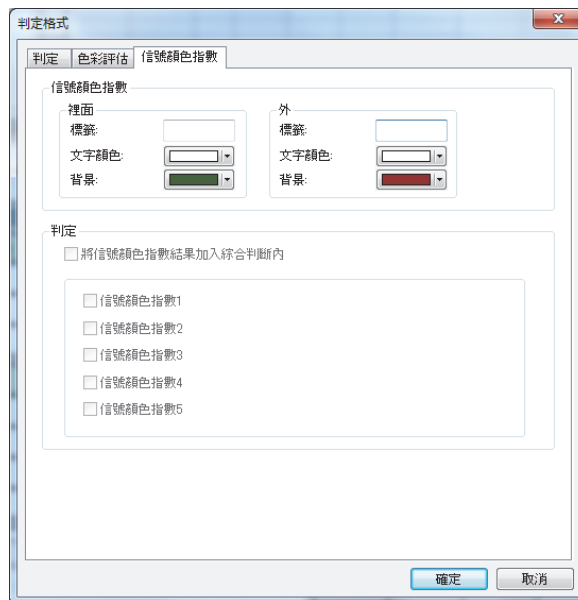 判定格式
判定 色彩評估 信號顏色指數
信號顏色指數
裡面 外
標籤: 標籤:
文字顏色: 文字顏色:
背景: 背景:
判定
將信號顏色指數結果加入綜合判斷內
信號顏色指數1
信號顏色指數2
信號顏色指數3
信號顏色指數4
信號顏色指數5
確定 取消